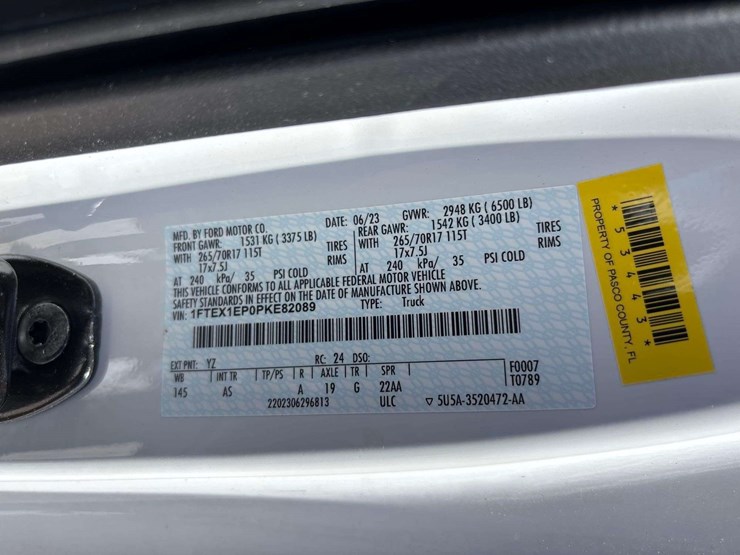 MFD. BY FORD MOTOR CO.
DATE: 06/23 GVWR: 2948 KG ( 6500 LB)
FRONT GAWR: 1531 KG ( 3375 LB)
WITH 265/70R17 115T TIRES
17x7.5J RIMS
AT 240 kPa/ 35 PSI COLD
REAR GAWR: 1542 KG ( 3400 LB)
WITH 265/70R17 115T TIRES
17x7.5J RIMS
AT 240 kPa/ 35 PSI COLD
THIS VEHICLE CONFORMS TO ALL APPLICABLE FEDERAL MOTOR VEHICLE
SAFETY STANDARDS IN EFFECT ON THE DATE OF MANUFACTURE SHOWN ABOVE.
VIN: 1FTEX1EP0PKE82089 TYPE: Truck
EXT PNT: YZ RC: 24 DSO:
WB INT TR TP/PS R AXLE TR SPR F0007
145 AS A 19 G 22AA T0789
2202306296813 ULC ▽ 5U5A-3520472-AA
PROPERTY OF PASCO COUNTY, FL
* 5 3 4 4 3 *